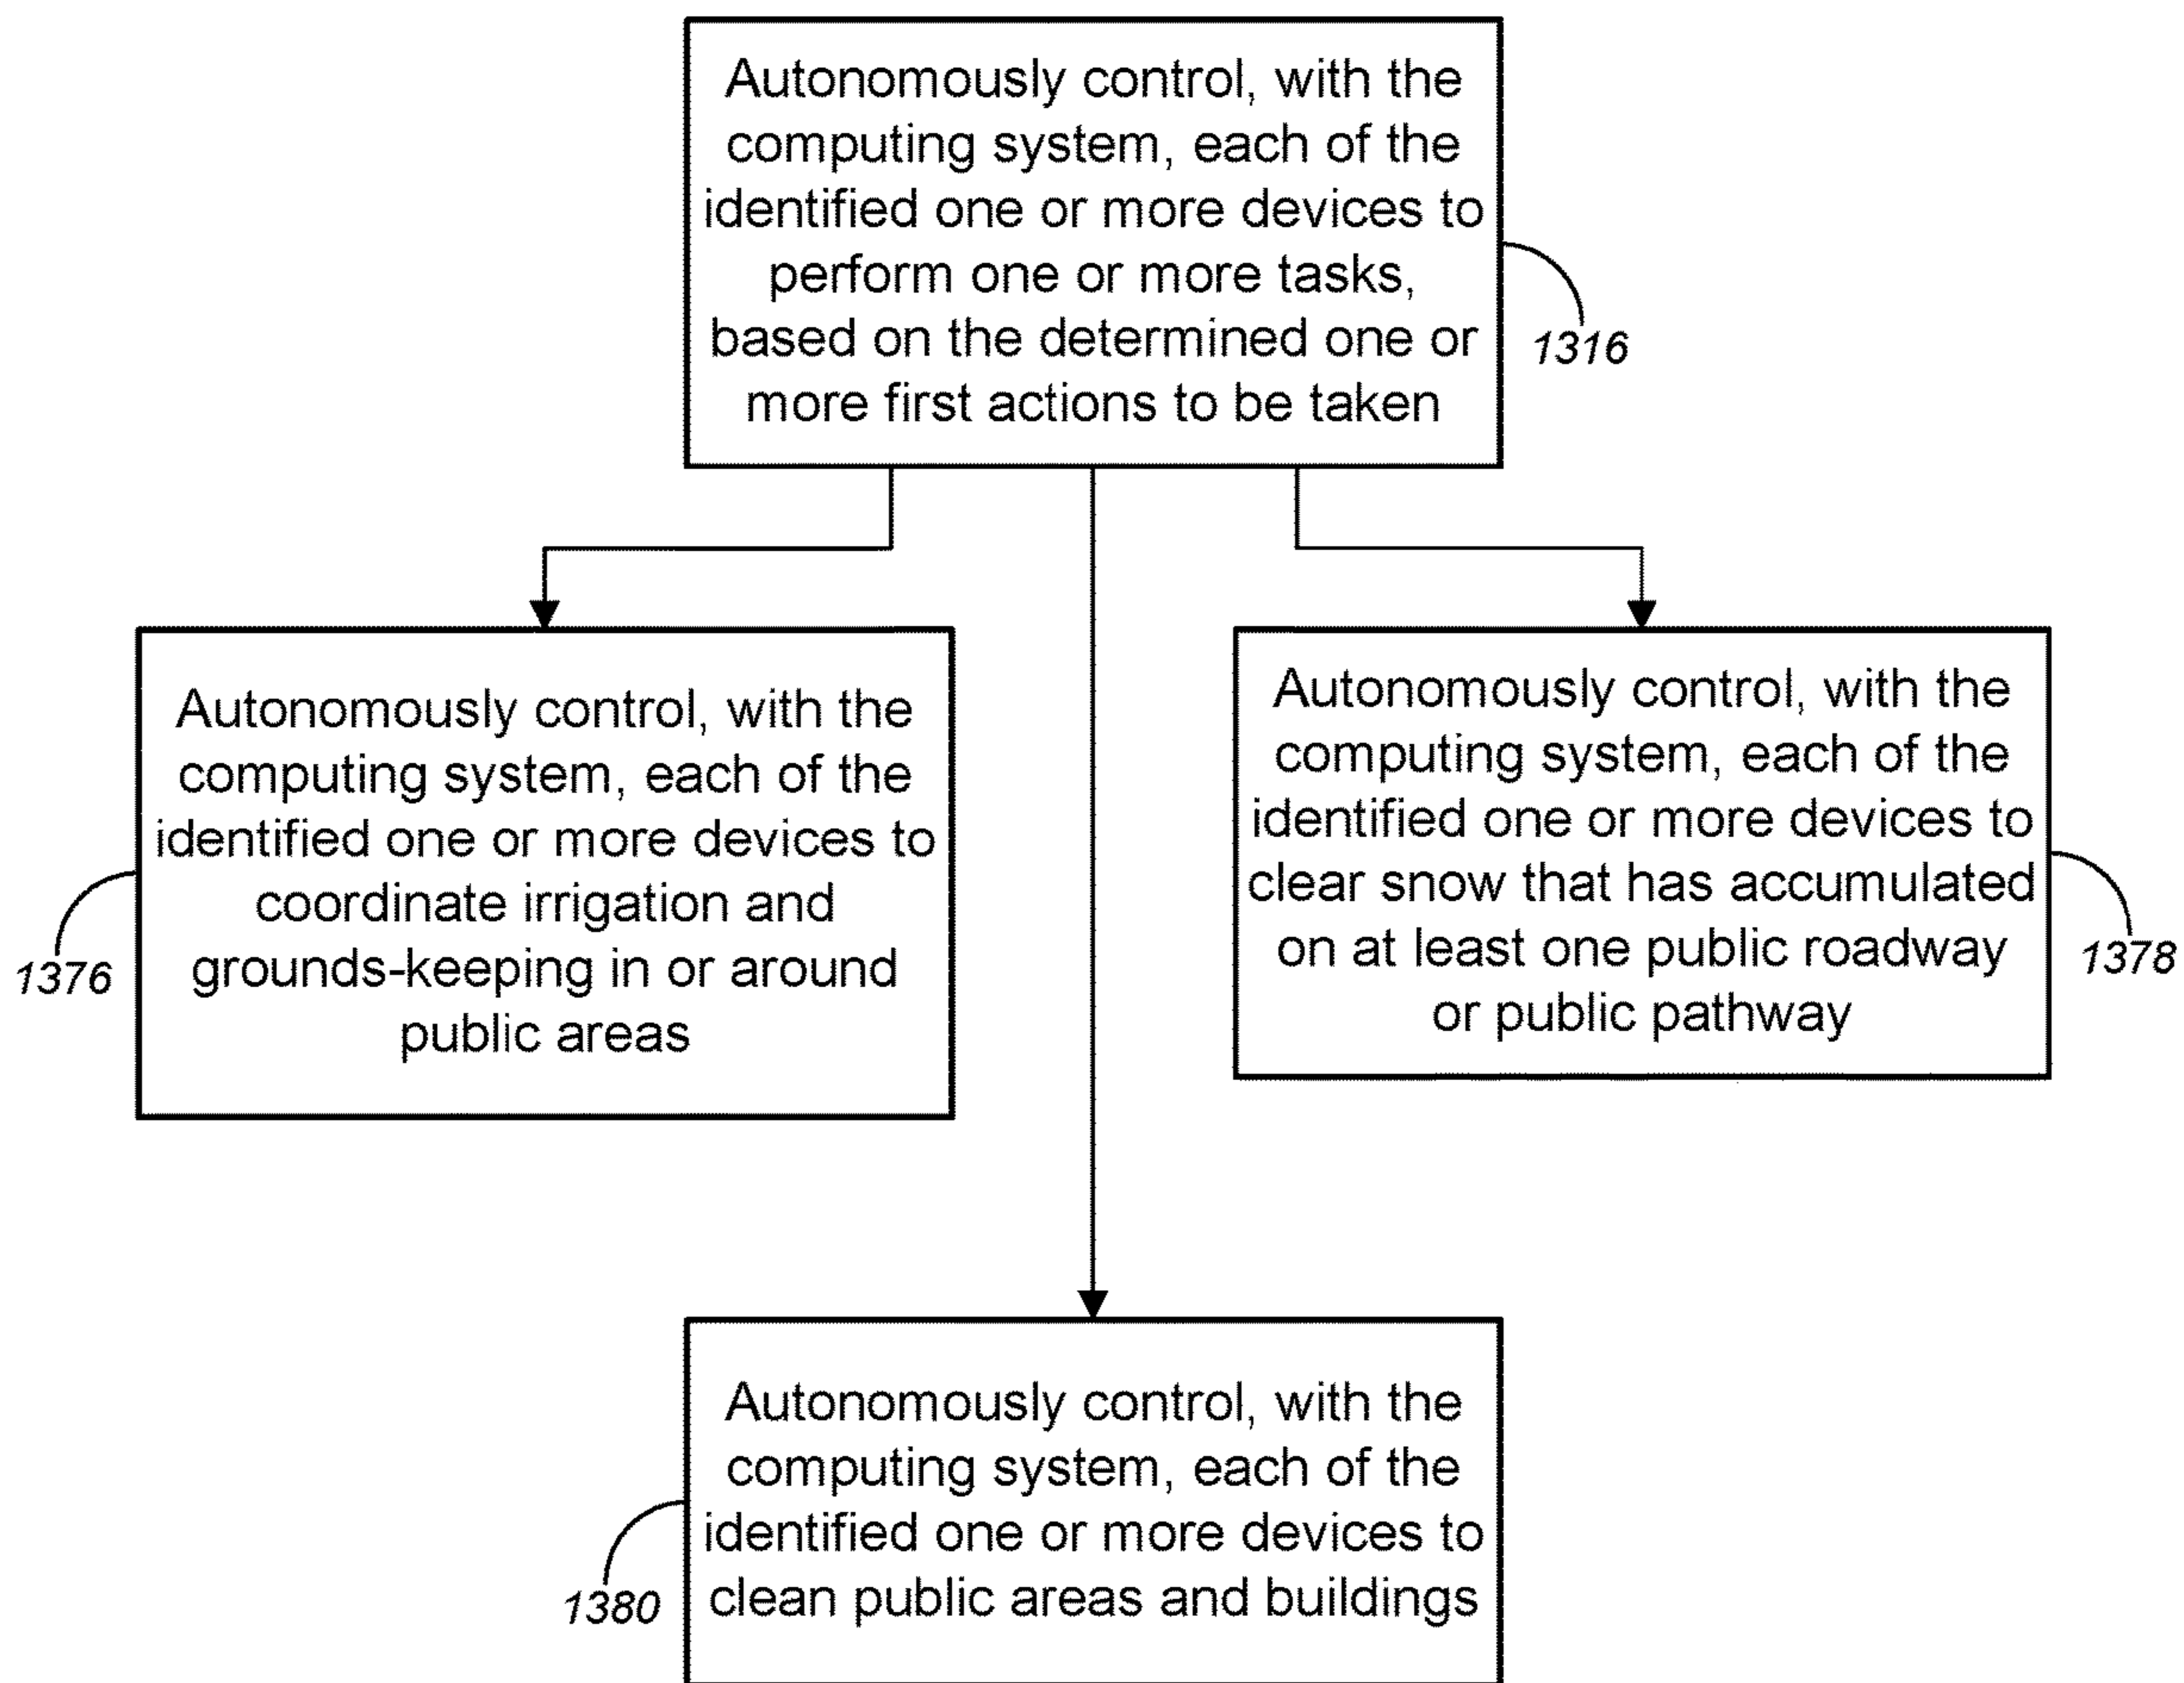 Autonomously control, with the
computing system, each of the
identified one or more devices to
perform one or more tasks,
based on the determined one or
more first actions to be taken
1316
Autonomously control, with the
computing system, each of the
identified one or more devices to
coordinate irrigation and
grounds-keeping in or around
public areas
1376
Autonomously control, with the
computing system, each of the
identified one or more devices to
clear snow that has accumulated
on at least one public roadway
or public pathway
1378
Autonomously control, with the
computing system, each of the
identified one or more devices to
clean public areas and buildings
1380